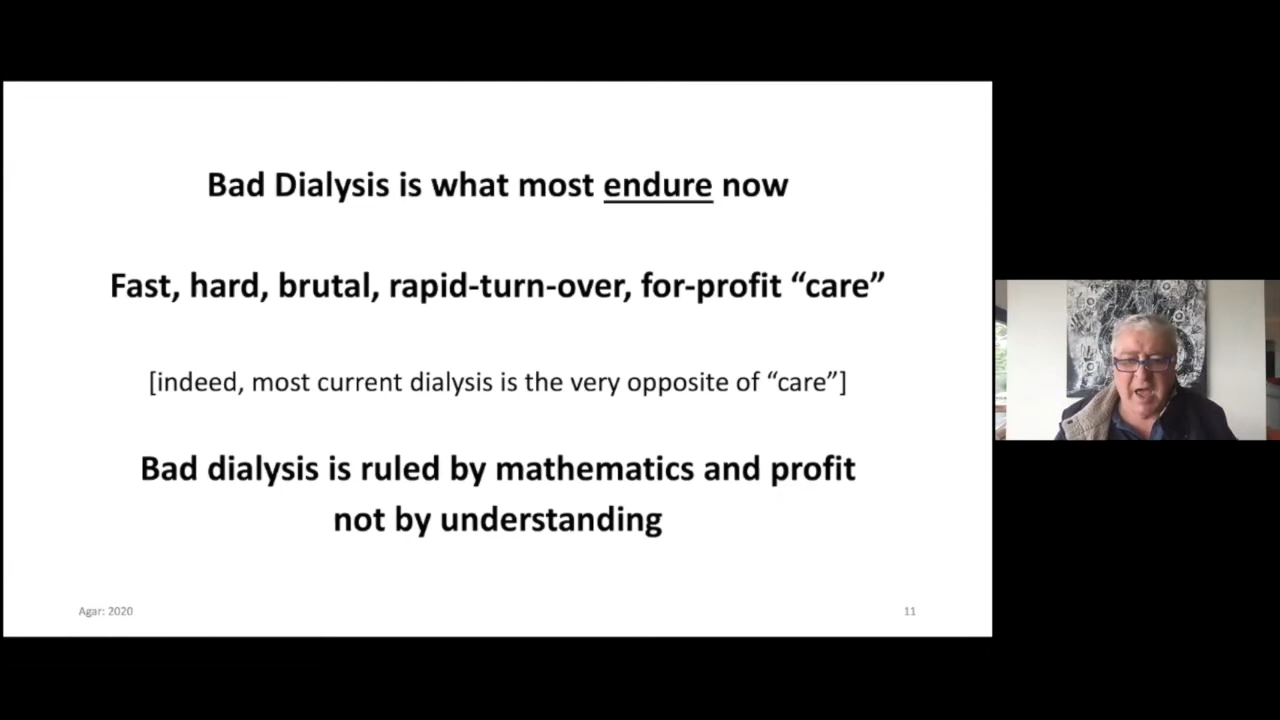 Bad Dialysis is what most endure now
Fast, hard, brutal, rapid-turn-over, for-profit “care”
[indeed, most current dialysis is the very opposite of “care”]
Bad dialysis is ruled by mathematics and profit
not by understanding
Agar: 2020
11